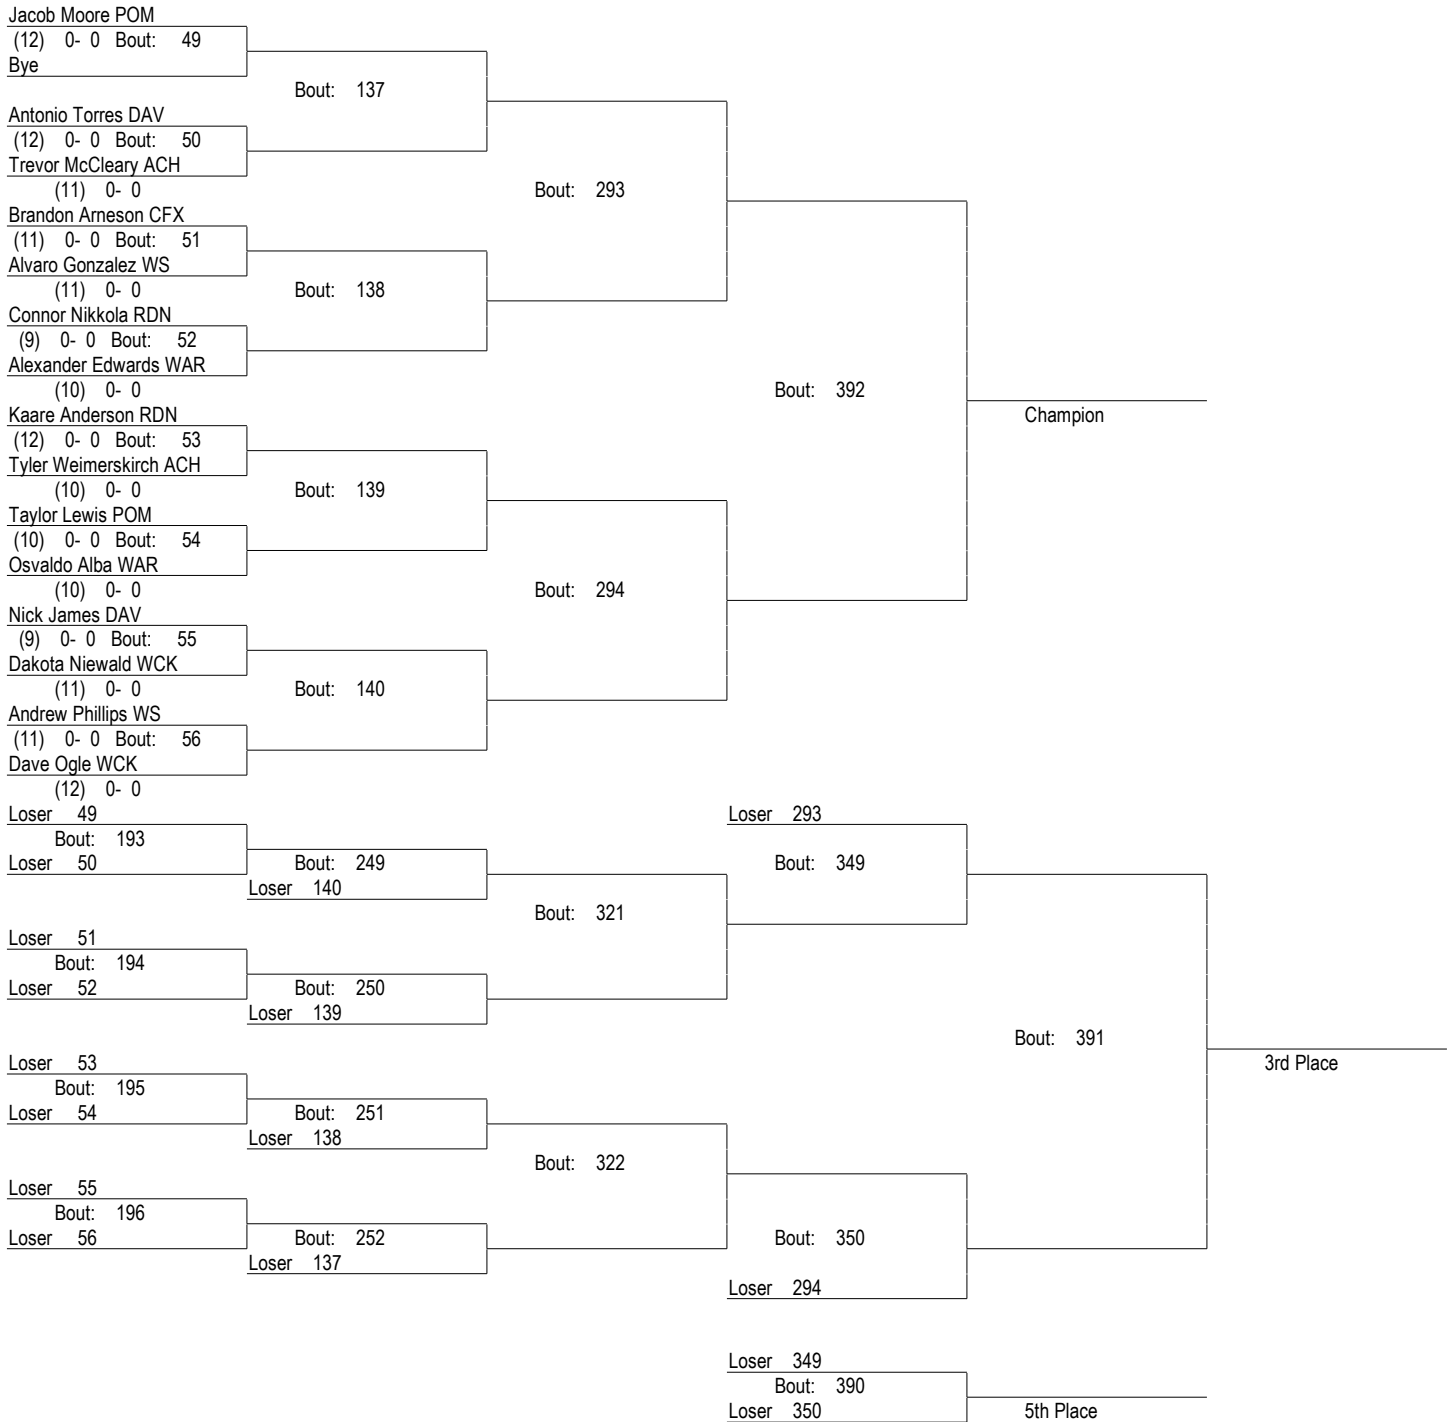 Jacob Moore POM
(12) 0- 0 Bout: 49
Bye
Bout: 137
Antonio Torres DAV
(12) 0- 0 Bout: 50
Trevor McCleary ACH
(11) 0- 0
Bout: 293
Brandon Arneson CFX
(11) 0- 0 Bout: 51
Alvaro Gonzalez WS
(11) 0- 0
Bout: 138
Connor Nikkola RDN
(9) 0- 0 Bout: 52
Alexander Edwards WAR
(10) 0- 0
Bout: 392
Champion
Kaare Anderson RDN
(12) 0- 0 Bout: 53
Tyler Weimerskirch ACH
(10) 0- 0
Bout: 139
Taylor Lewis POM
(10) 0- 0 Bout: 54
Osvaldo Alba WAR
(10) 0- 0
Bout: 294
Nick James DAV
(9) 0- 0 Bout: 55
Dakota Niewald WCK
(11) 0- 0
Bout: 140
Andrew Phillips WS
(11) 0- 0 Bout: 56
Dave Ogle WCK
(12) 0- 0
Loser 49
Bout: 193
Loser 50
Bout: 249
Loser 140
Bout: 321
Loser 293
Bout: 349
Loser 51
Bout: 194
Loser 52
Bout: 250
Loser 139
Bout: 391
3rd Place
Loser 53
Bout: 195
Loser 54
Bout: 251
Loser 138
Bout: 322
Loser 55
Bout: 196
Loser 56
Bout: 252
Loser 137
Bout: 350
Loser 294
Loser 349
Bout: 390
Loser 350
5th Place